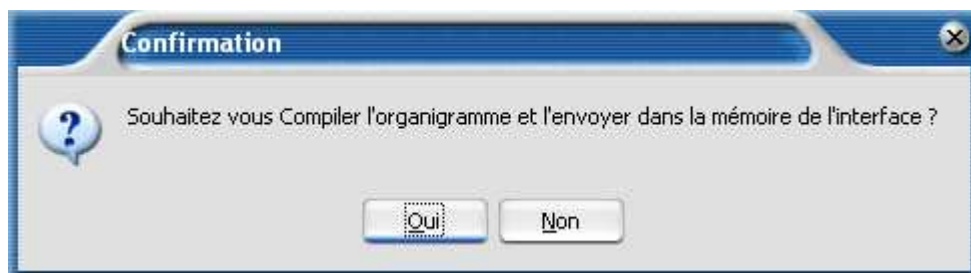 Confirmation
Souhaitez vous Compiler l'organigramme et l'envoyer dans la mémoire de l'interface ?
Oui
Non